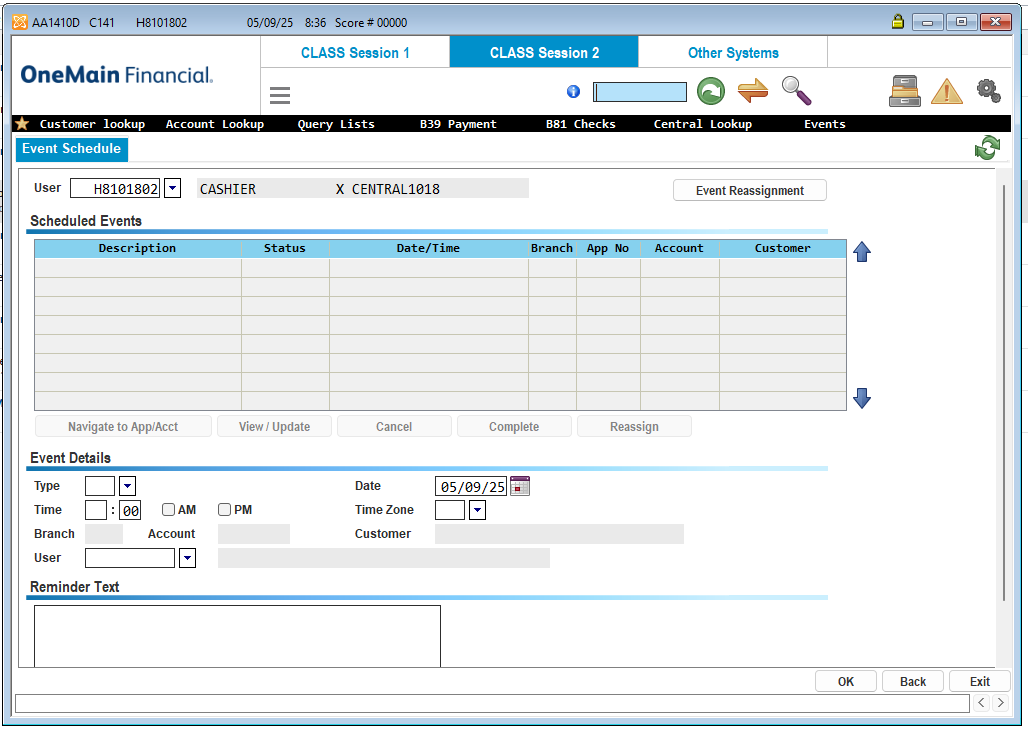 AA1410D C141 H8101802 05/09/25 8:36 Score # 00000
CLASS Session 1 CLASS Session 2 Other Systems
OneMain Financial.
Customer lookup Account Lookup Query Lists B39 Payment B81 Checks Central Lookup Events
Event Schedule
User H8101802 CASHIER X CENTRAL1018 Event Reassignment
Scheduled Events
Description Status Date/Time Branch App No Account Customer
Navigate to App/Acct View / Update Cancel Complete Reassign
Event Details
Type Date 05/09/25
Time : 00 AM PM Time Zone
Branch Account Customer
User
Reminder Text
OK Back Exit